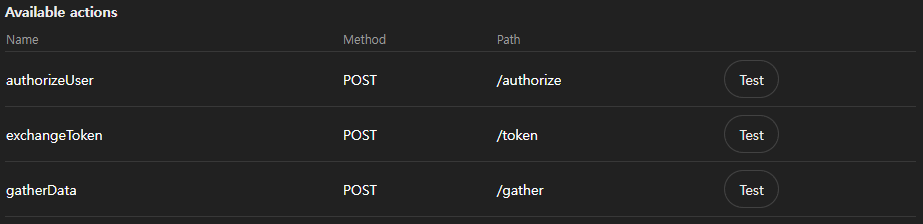 Available actions
Name Method Path
authorizeUser POST /authorize Test
exchangeToken POST /token Test
gatherData POST /gather Test